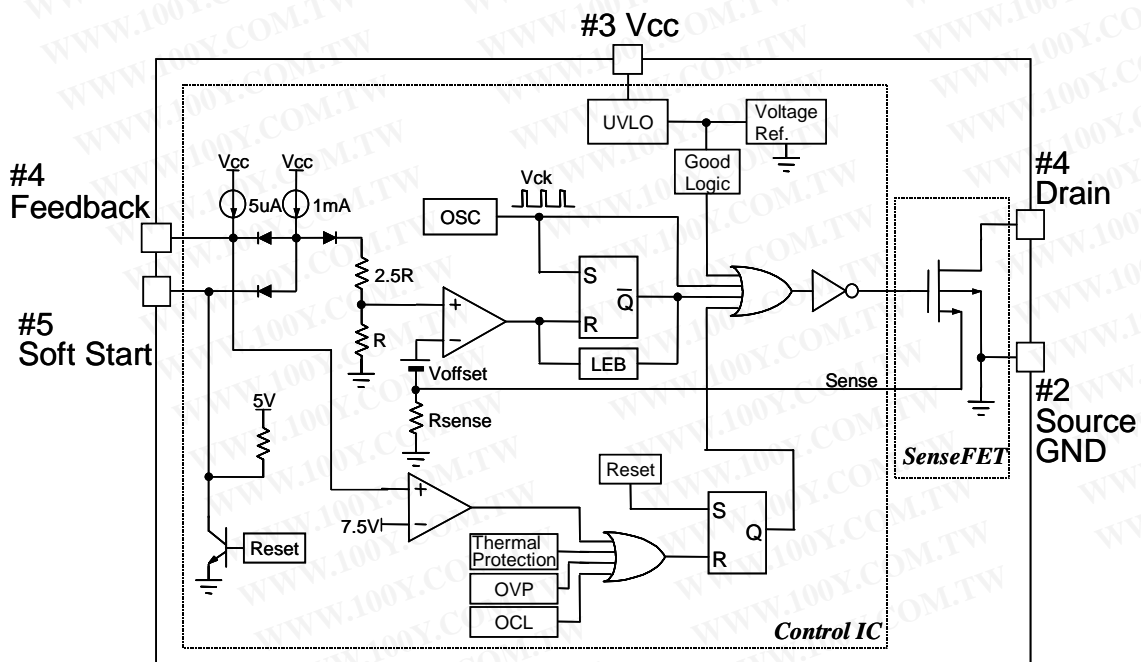 #3 Vcc
UVLO
Voltage
Ref.
Good
Logic
#4
Feedback
Vcc
Vcc
5uA
1mA
Vck
OSC
#4
Drain
2.5R
R
S
R
Q
+
−
LEB
Voffset
Rsense
Sense
#5
Soft Start
5V
#2
Source
GND
SenseFET
Reset
S
R
Q
+
−
7.5V
Thermal
Protection
OVP
OCL
Reset
Control IC
WWW.100Y.COM.TW